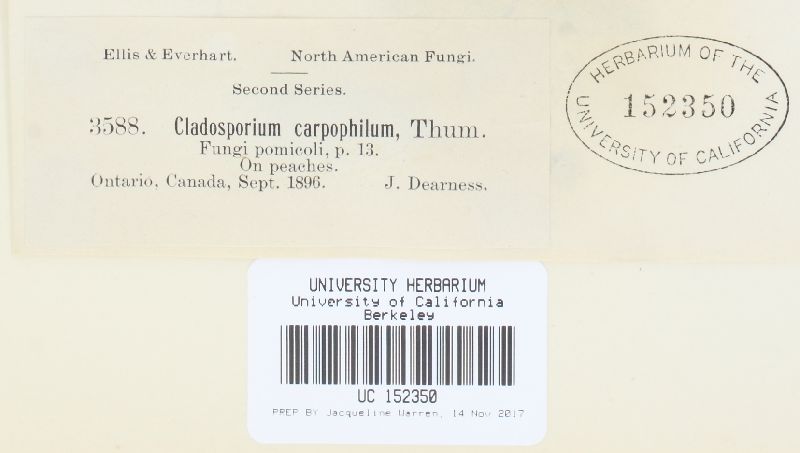 Ellis & Everhart. North American Fungi.
Second Series.
3588. Cladosporium carpophilum, Thum.
Fungi pomicoli, p. 13.
On peaches.
Ontario, Canada, Sept. 1896. J. Dearness.
HERBARIUM OF THE
152350
UNIVERSITY OF CALIFORNIA
UNIVERSITY HERBARIUM
University of California
Berkeley
UC 152350
PREP BY Jacqueline Warren, 14 Nov 2017